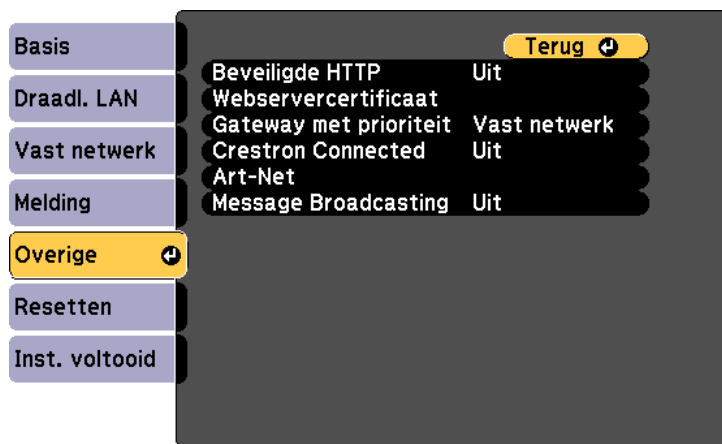 Basis
Draadl. LAN
Vast netwerk
Melding
Overige
Resetten
Inst. voltooid
Terug
Beveiligde HTTP Uit
Webservercertificaat
Gateway met prioriteit Vast netwerk
Crestron Connected Uit
Art-Net
Message Broadcasting Uit